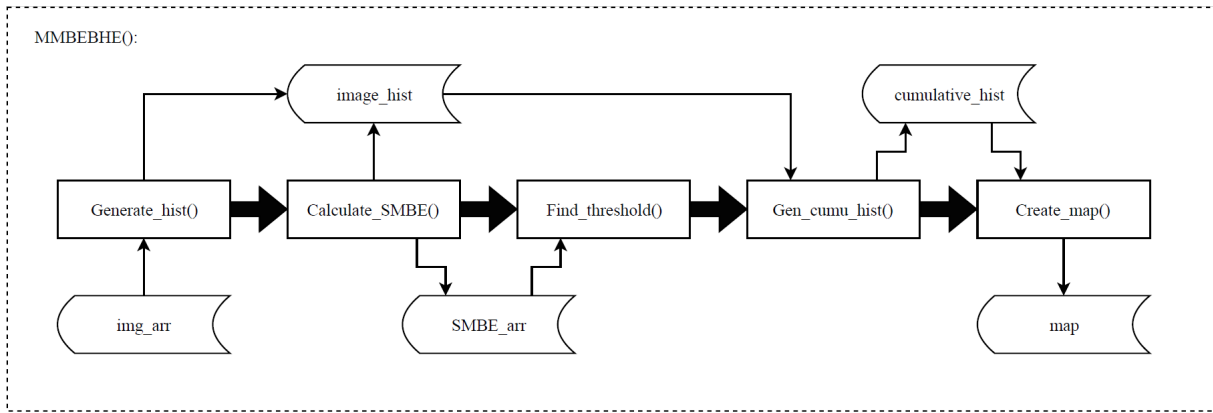 MMBEBHE():
image_hist
cumulative_hist
Generate_hist()
Calculate_SMBE()
Find_threshold()
Gen_cumu_hist()
Create_map()
img_arr
SMBE_arr
map